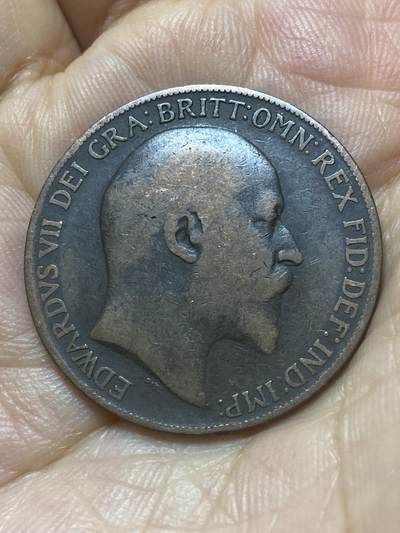 EDWARDVS VII DEI GRA: BRITT: OMN: REX FID: DEF: IND: IMP: